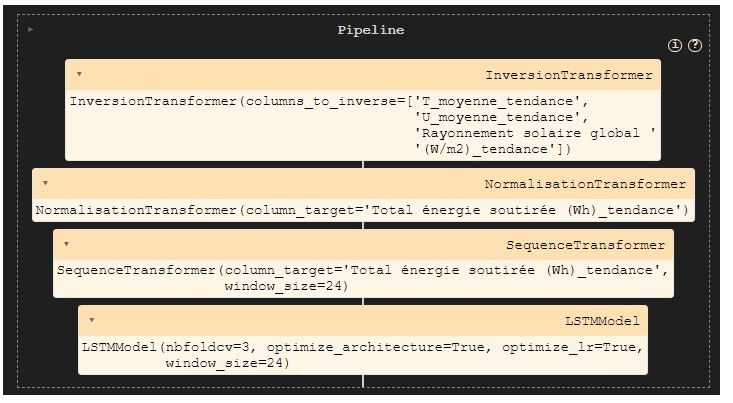 Pipeline
i ?
InversionTransformer
InversionTransformer(columns_to_inverse=['T_moyenne_tendance',
'U_moyenne_tendance',
'Rayonnement solaire global '
'(W/m2)_tendance'])
NormalisationTransformer
NormalisationTransformer(column_target='Total énergie soutirée (Wh)_tendance')
SequenceTransformer
SequenceTransformer(column_target='Total énergie soutirée (Wh)_tendance',
window_size=24)
LSTMModel
LSTMModel(nbfoldcv=3, optimize_architecture=True, optimize_lr=True,
window_size=24)